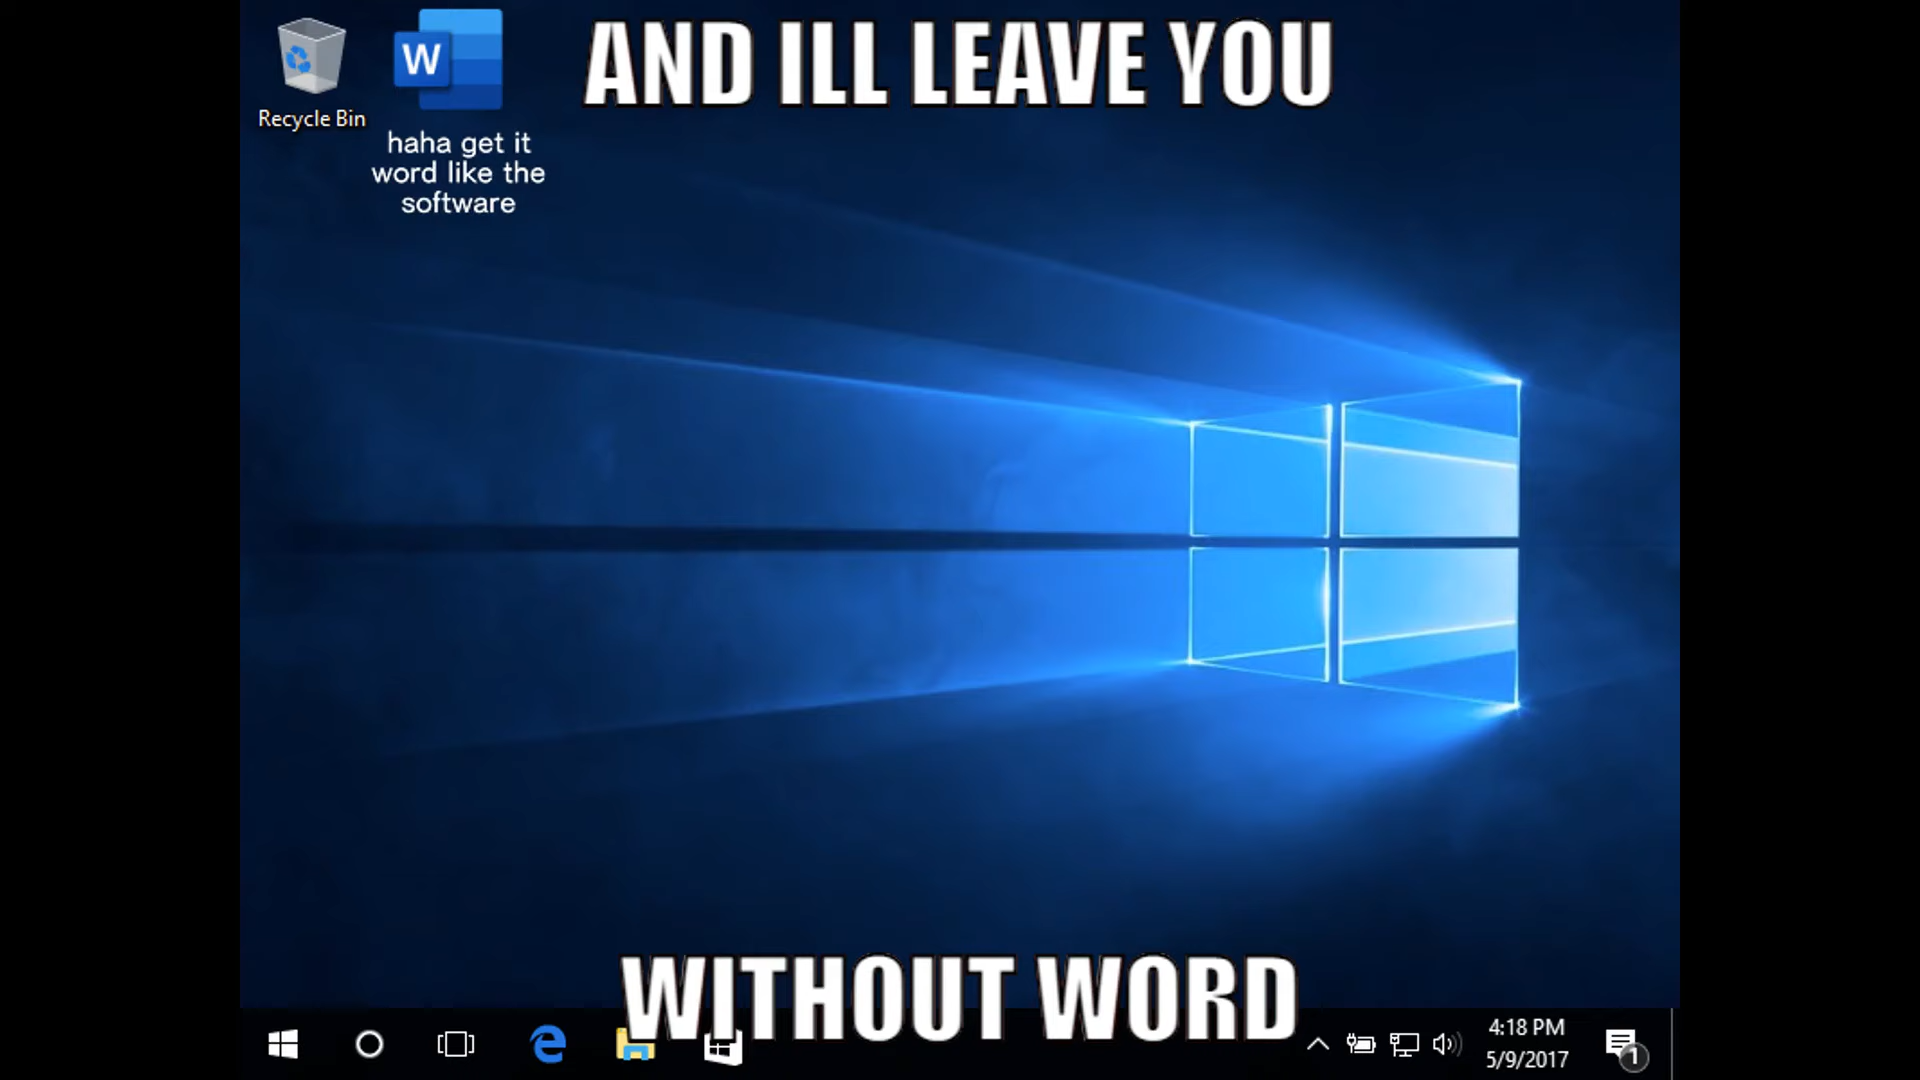 AND ILL LEAVE YOU
W
Recycle Bin
haha get it
word like the
software
WITHOUT WORD
4:18 PM
5/9/2017
1